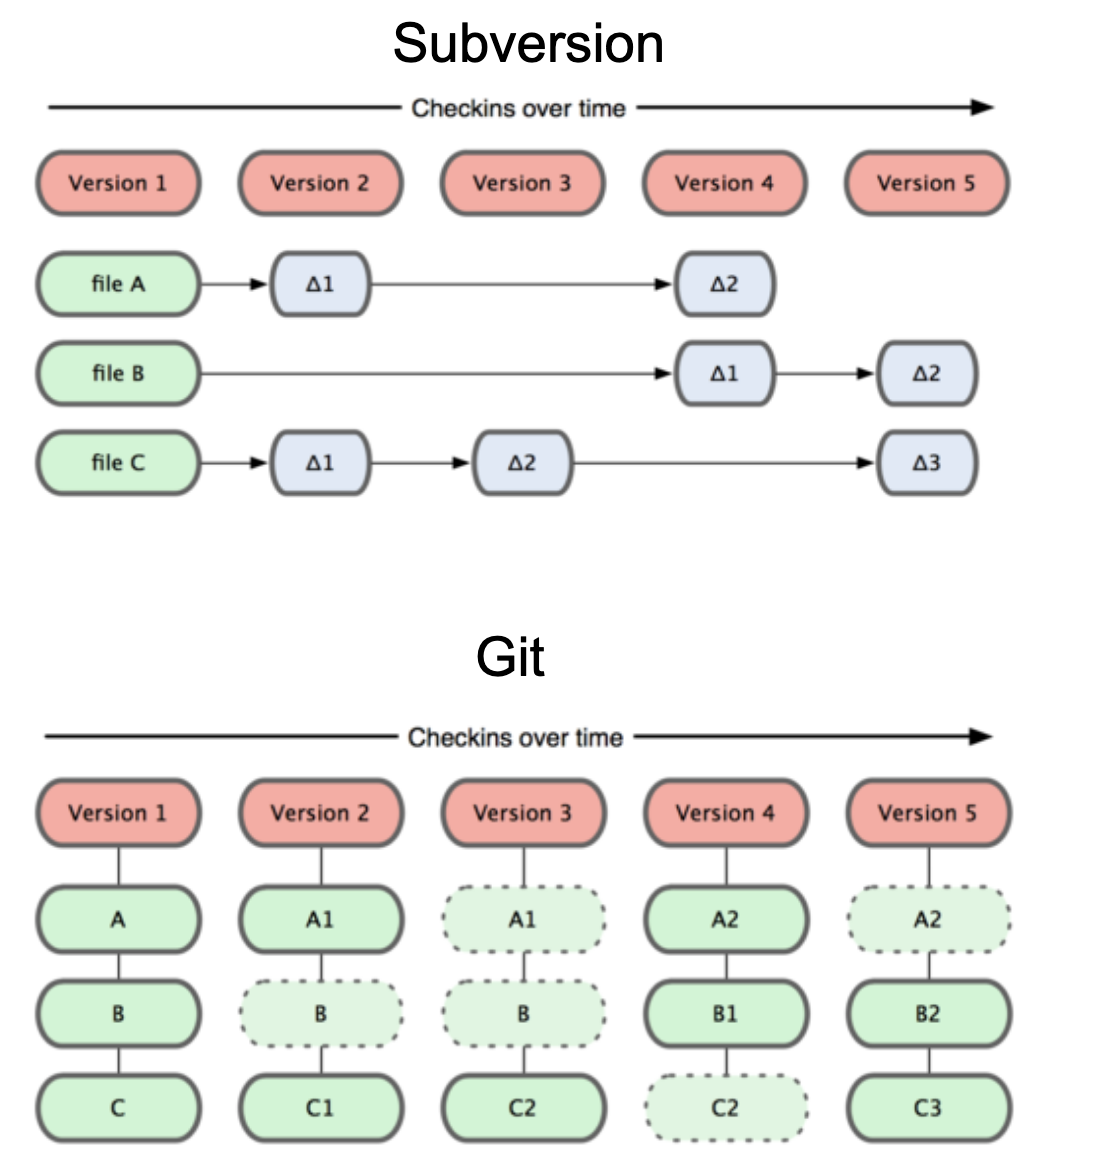 Subversion
Checkins over time
Version 1 Version 2 Version 3 Version 4 Version 5
file A Δ1 Δ2
file B Δ1 Δ2
file C Δ1 Δ2 Δ3
Git
Checkins over time
Version 1 Version 2 Version 3 Version 4 Version 5
A A1 A1 A2 A2
B B B B1 B2
C C1 C2 C2 C3